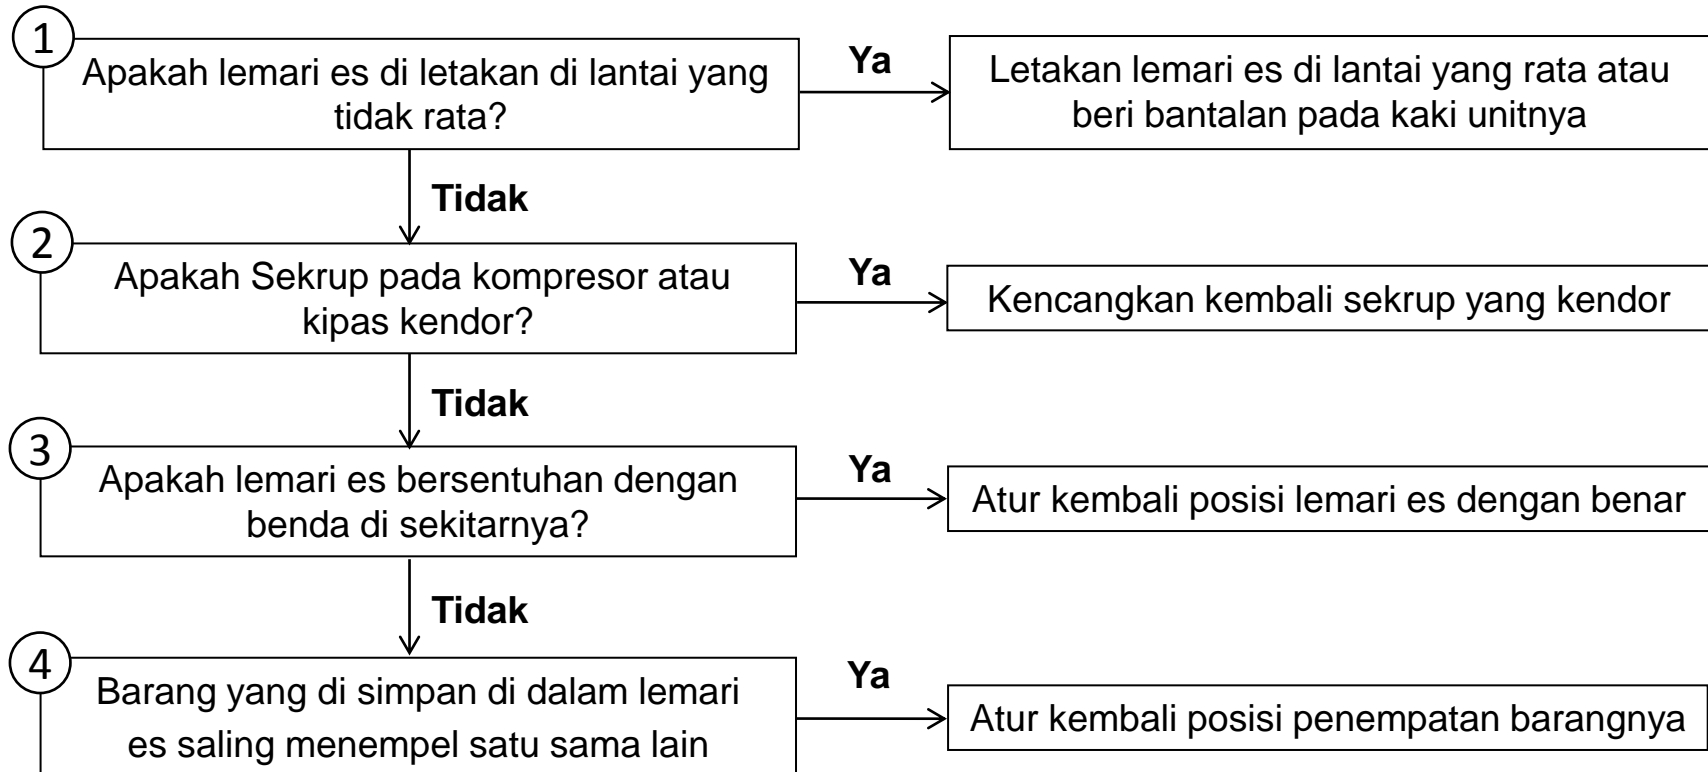 1
Apakah lemari es di letakan di lantai yang
tidak rata?
Ya
Letakan lemari es di lantai yang rata atau
beri bantalan pada kaki unitnya
Tidak
2
Apakah Sekrup pada kompresor atau
kipas kendor?
Ya
Kencangkan kembali sekrup yang kendor
Tidak
3
Apakah lemari es bersentuhan dengan
benda di sekitarnya?
Ya
Atur kembali posisi lemari es dengan benar
Tidak
4
Barang yang di simpan di dalam lemari
es saling menempel satu sama lain
Ya
Atur kembali posisi penempatan barangnya